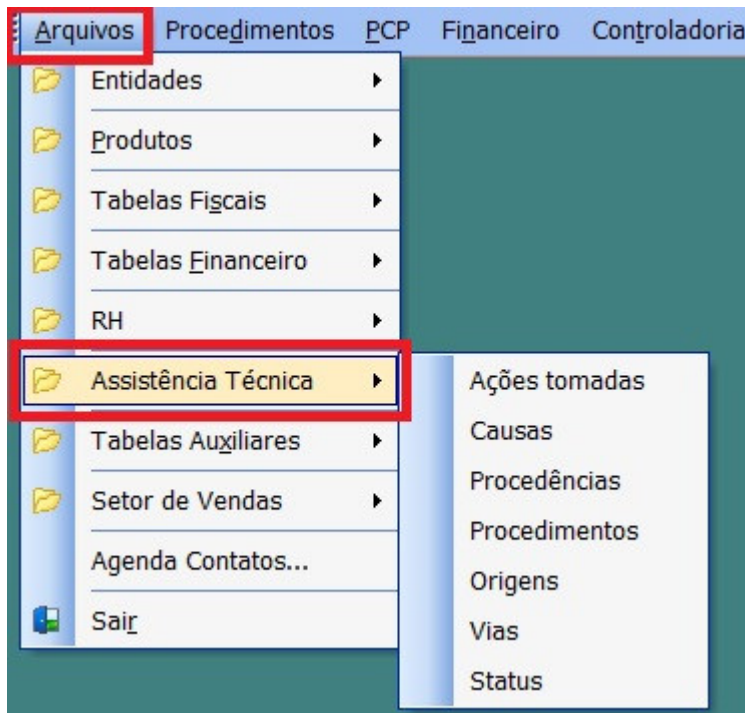 Arquivos Procedimentos PCP Financeiro Controladoria
Entidades
Produtos
Tabelas Fiscais
Tabelas Financeiro
RH
Assistência Técnica
Tabelas Auxiliares
Setor de Vendas
Agenda Contatos...
Sair
Ações tomadas
Causas
Procedências
Procedimentos
Origens
Vias
Status